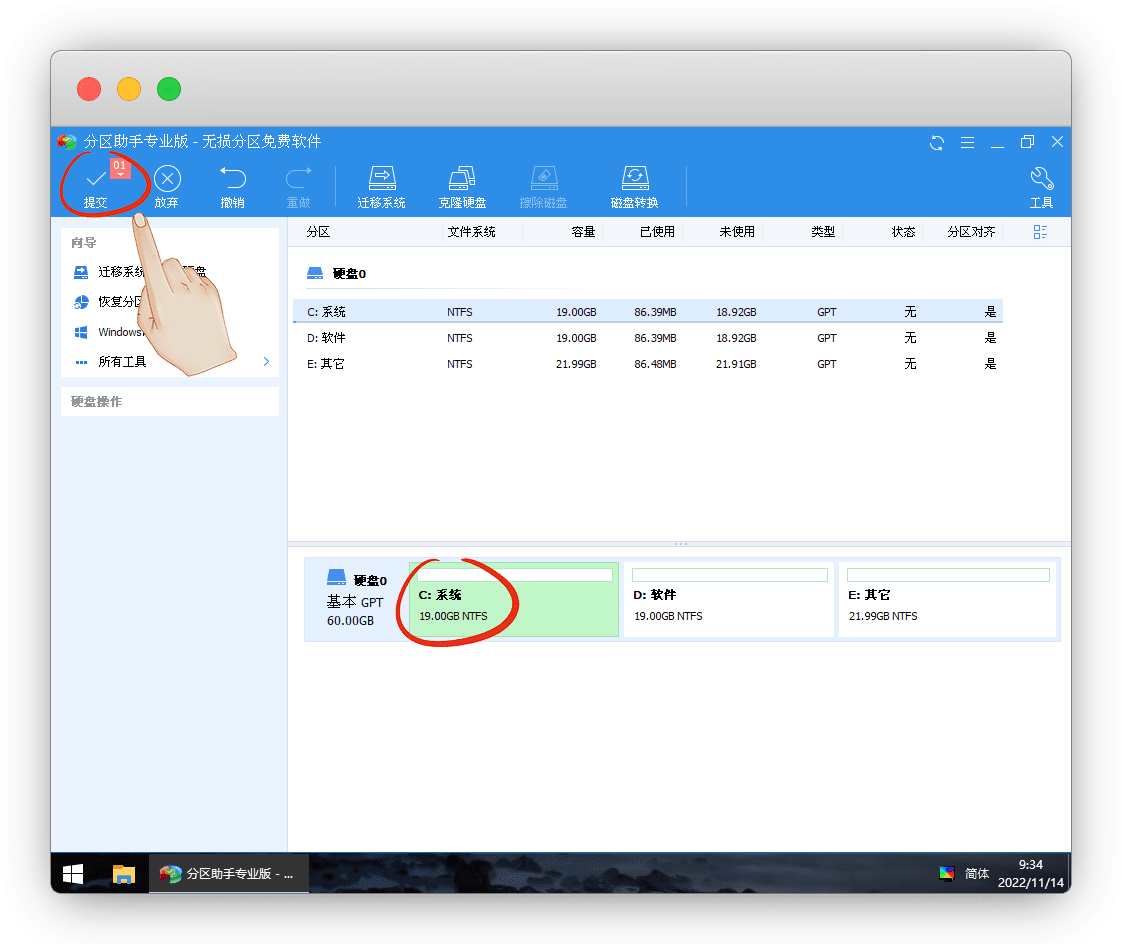 分区助手专业版 - 无损分区免费软件
01
提交 放弃 撤销 重做 迁移系统 克隆硬盘 擦除磁盘 磁盘转换 工具
向导
迁移系统 盘
恢复分区
Windows
所有工具
硬盘操作
分区 文件系统 容量 已使用 未使用 类型 状态 分区对齐
硬盘0
C: 系统 NTFS 19.00GB 86.39MB 18.92GB GPT 无 是
D: 软件 NTFS 19.00GB 86.39MB 18.92GB GPT 无 是
E: 其它 NTFS 21.99GB 86.48MB 21.91GB GPT 无 是
硬盘0
基本 GPT
60.00GB
C: 系统
19.00GB NTFS
D: 软件
19.00GB NTFS
E: 其它
21.99GB NTFS
分区助手专业版 - ...
简体
9:34
2022/11/14